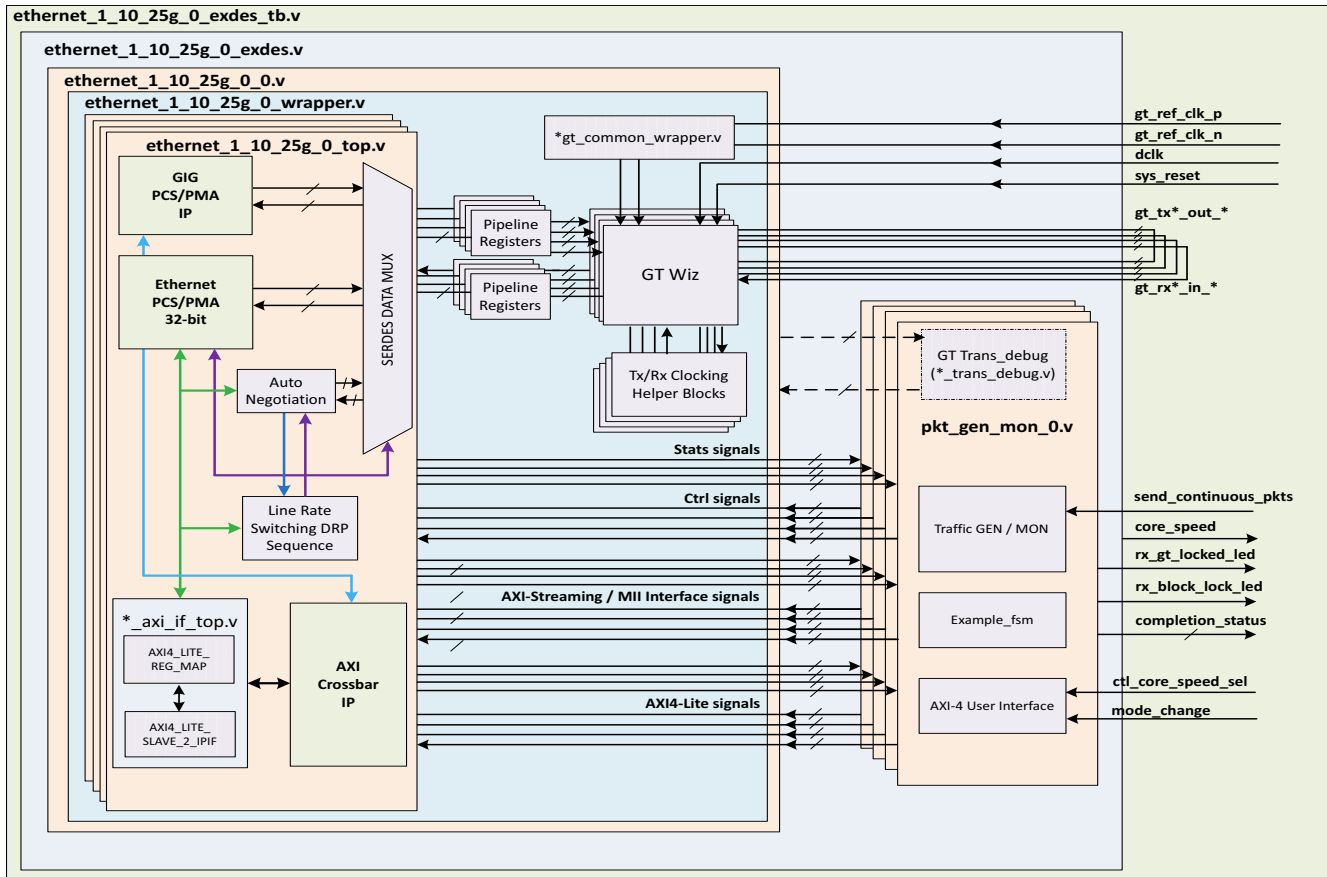 ethernet_1_10_25g_0_exdes_tb.v
ethernet_1_10_25g_0_exdes.v
ethernet_1_10_25g_0_0.v
ethernet_1_10_25g_0_wrapper.v
ethernet_1_10_25g_0_top.v
GIG
PCS/PMA
IP
Ethernet
PCS/PMA
32-bit
SERDES DATA MUX
Auto
Negotiation
Line Rate
Switching DRP
Sequence
*_axi_if_top.v
AXI4_LITE_
REG_MAP
AXI4_LITE_
SLAVE_2_IPIF
AXI
Crossbar
IP
*gt_common_wrapper.v
Pipeline
Registers
Pipeline
Registers
GT Wiz
Tx/Rx Clocking
Helper Blocks
Stats signals
Ctrl signals
AXI-Streaming / MII Interface signals
AXI4-Lite signals
GT Trans_debug
(*_trans_debug.v)
pkt_gen_mon_0.v
Traffic GEN / MON
Example_fsm
AXI-4 User Interface
gt_ref_clk_p
gt_ref_clk_n
dclk
sys_reset
gt_tx*_out_*
gt_rx*_in_*
send_continuous_pkts
core_speed
rx_gt_locked_led
rx_block_lock_led
completion_status
ctl_core_speed_sel
mode_change